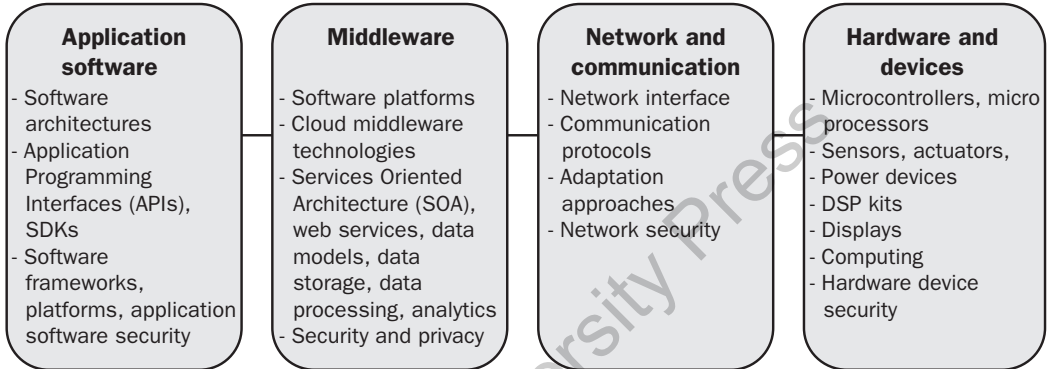 Application
software
- Software
architectures
- Application
Programming
Interfaces (APIs),
SDKs
- Software
frameworks,
platforms, application
software security
Middleware
- Software platforms
- Cloud middleware
technologies
- Services Oriented
Architecture (SOA),
web services, data
models, data
storage, data
processing, analytics
- Security and privacy
Network and
communication
- Network interface
- Communication
protocols
- Adaptation
approaches
- Network security
Hardware and
devices
- Microcontrollers, micro
processors
- Sensors, actuators,
- Power devices
- DSP kits
- Displays
- Computing
- Hardware device
security
ersity Press